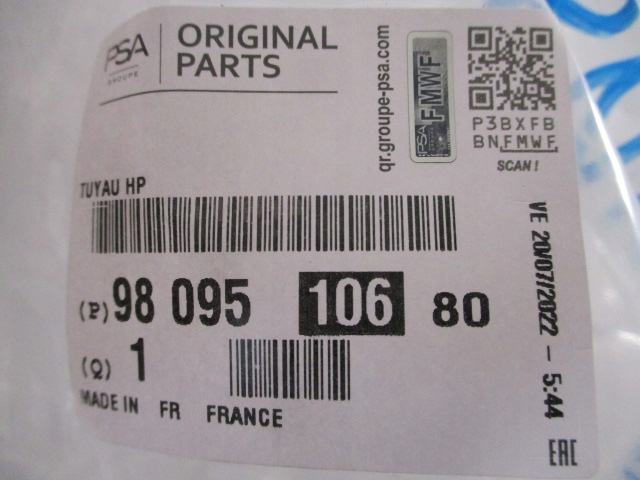 PSA
GROUPE
ORIGINAL
PARTS
qr.groupe-psa.com
PSA
FMWF
P3BXFB
BNFMWF
SCAN !
TUYAU HP
(P) 98 095 106 80
(Q) 1
MADE IN FR FRANCE
VE 20/07/2022 - 5:44
EAC